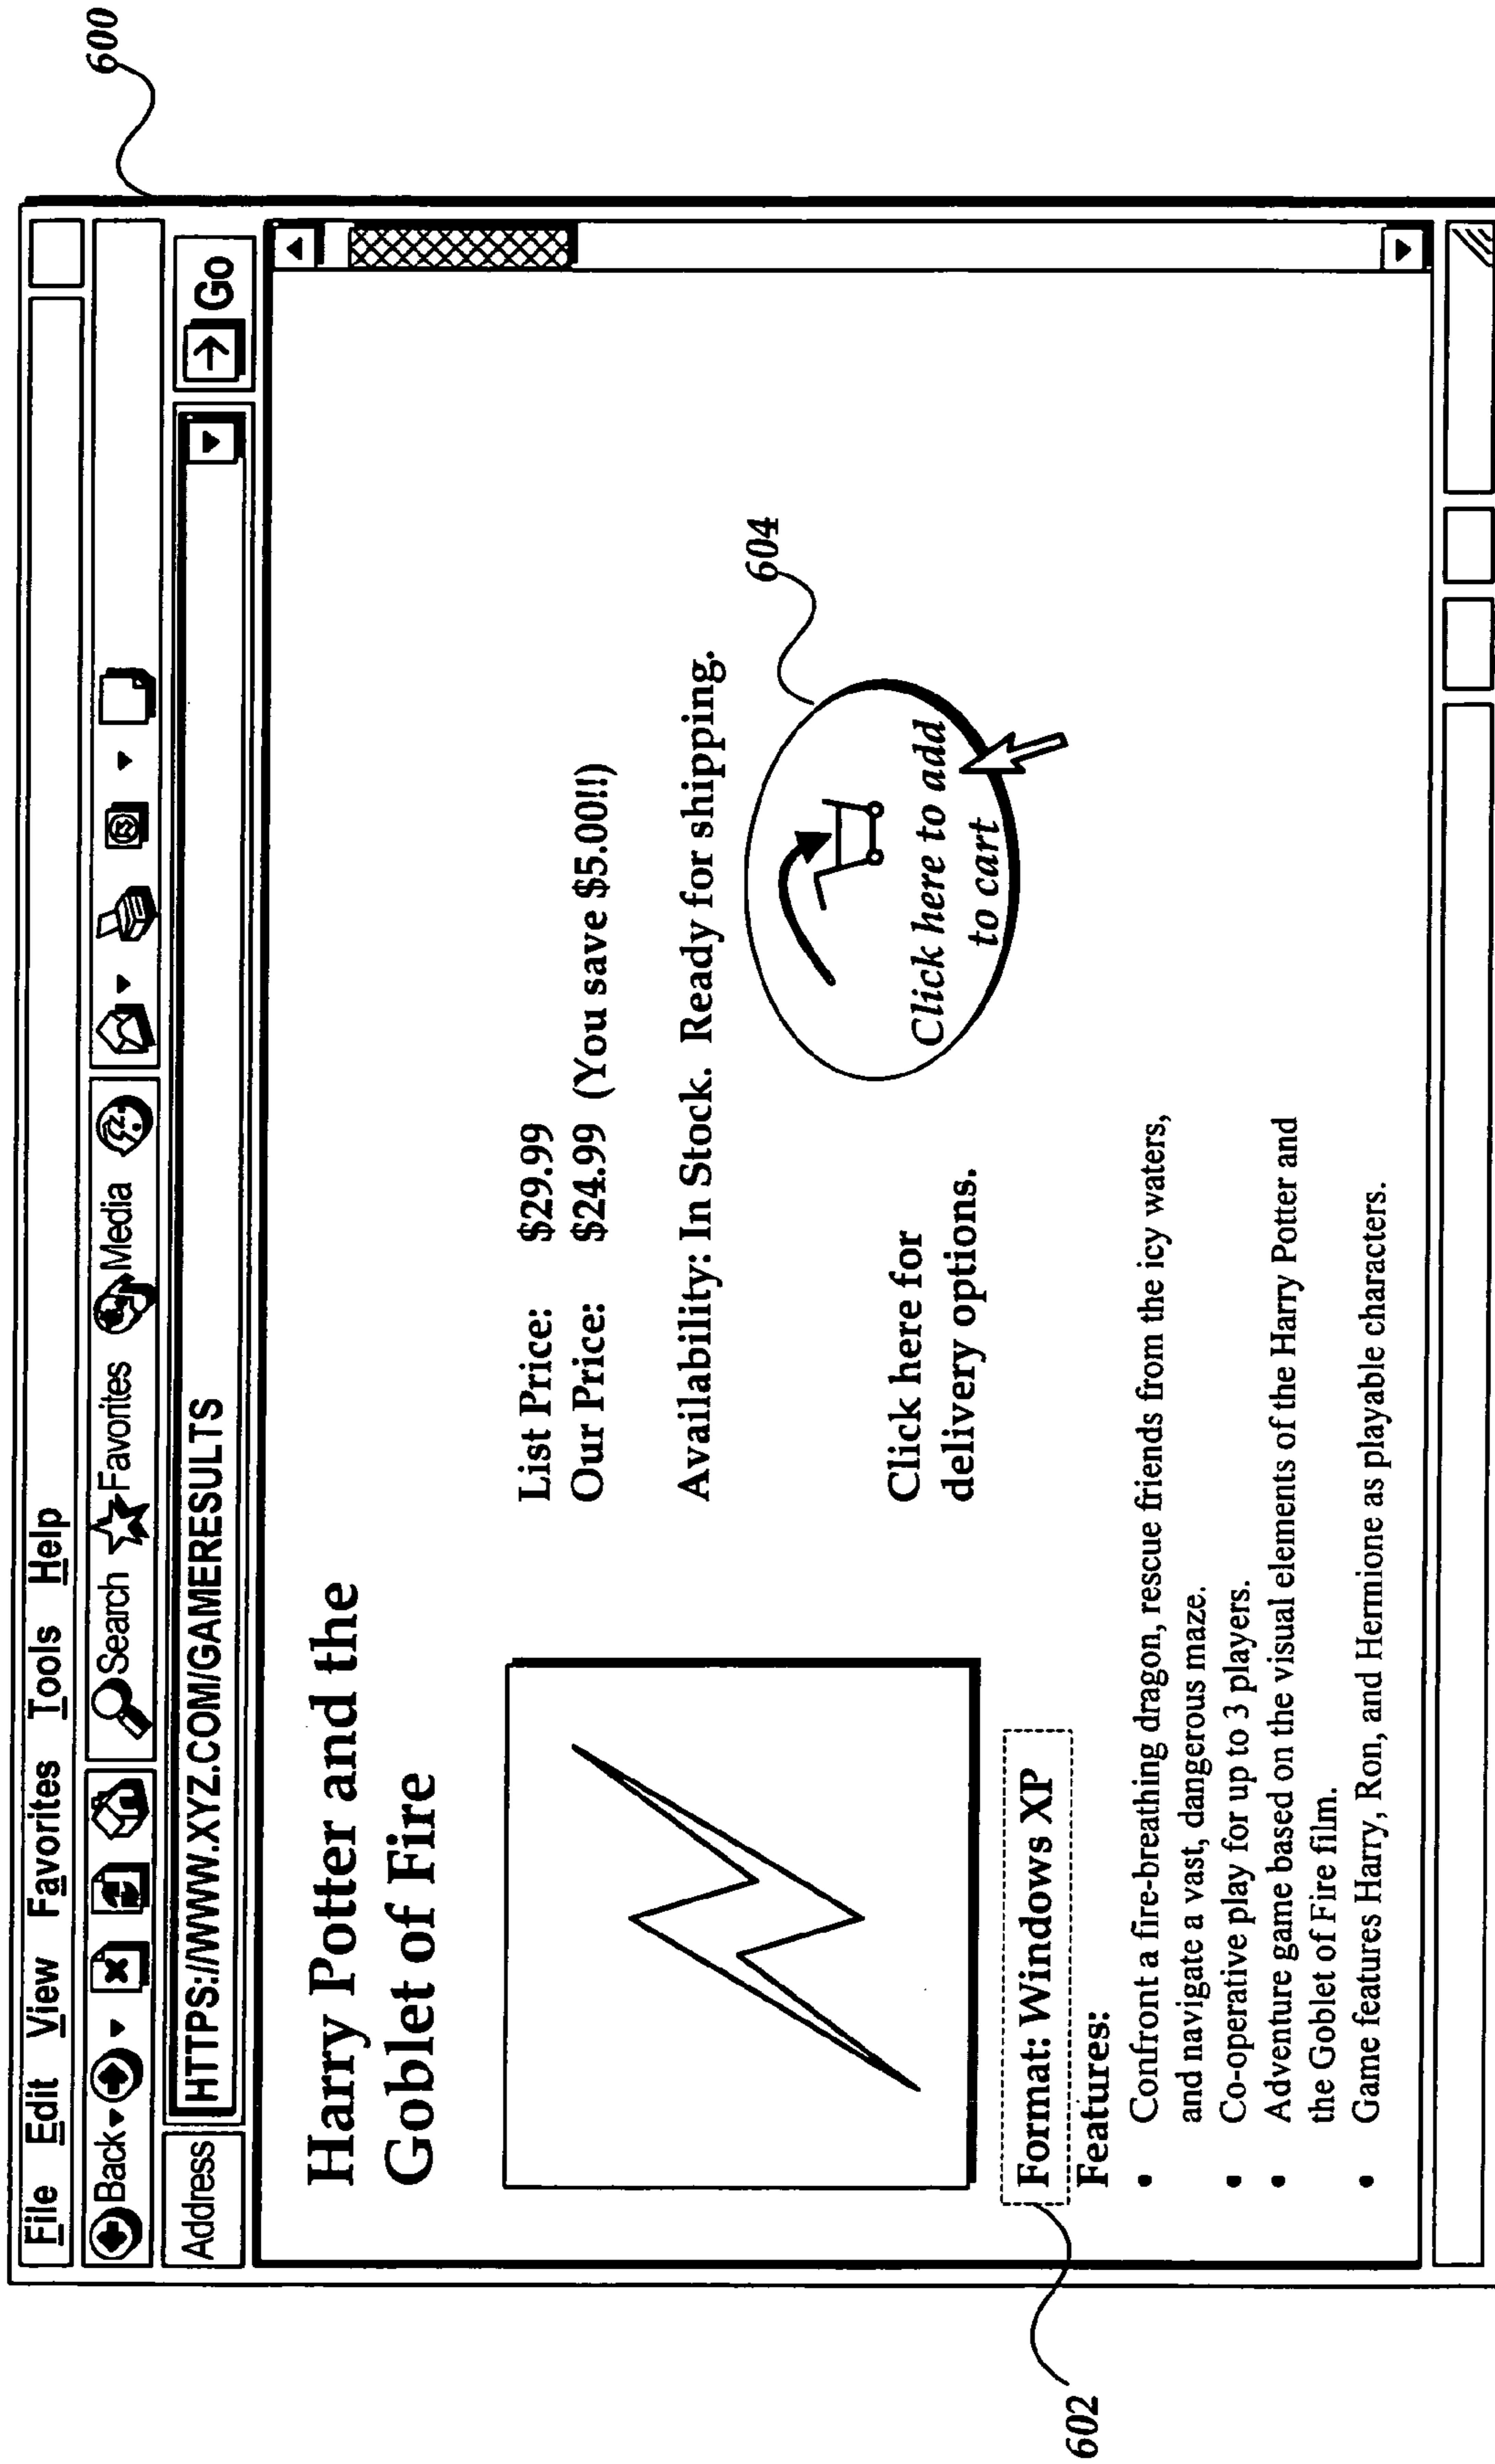 600
File Edit View Favorites Tools Help
Back Search Favorites Media
Address HTTPS://WWW.XYZ.COM/GAMERESULTS Go
Harry Potter and the
Goblet of Fire
List Price: $29.99
Our Price: $24.99 (You save $5.00!!)
Availability: In Stock. Ready for shipping.
604
Click here to add
to cart
Click here for
delivery options.
602
Format: Windows XP
Features:
• Confront a fire-breathing dragon, rescue friends from the icy waters,
and navigate a vast, dangerous maze.
• Co-operative play for up to 3 players.
• Adventure game based on the visual elements of the Harry Potter and
the Goblet of Fire film.
• Game features Harry, Ron, and Hermione as playable characters.